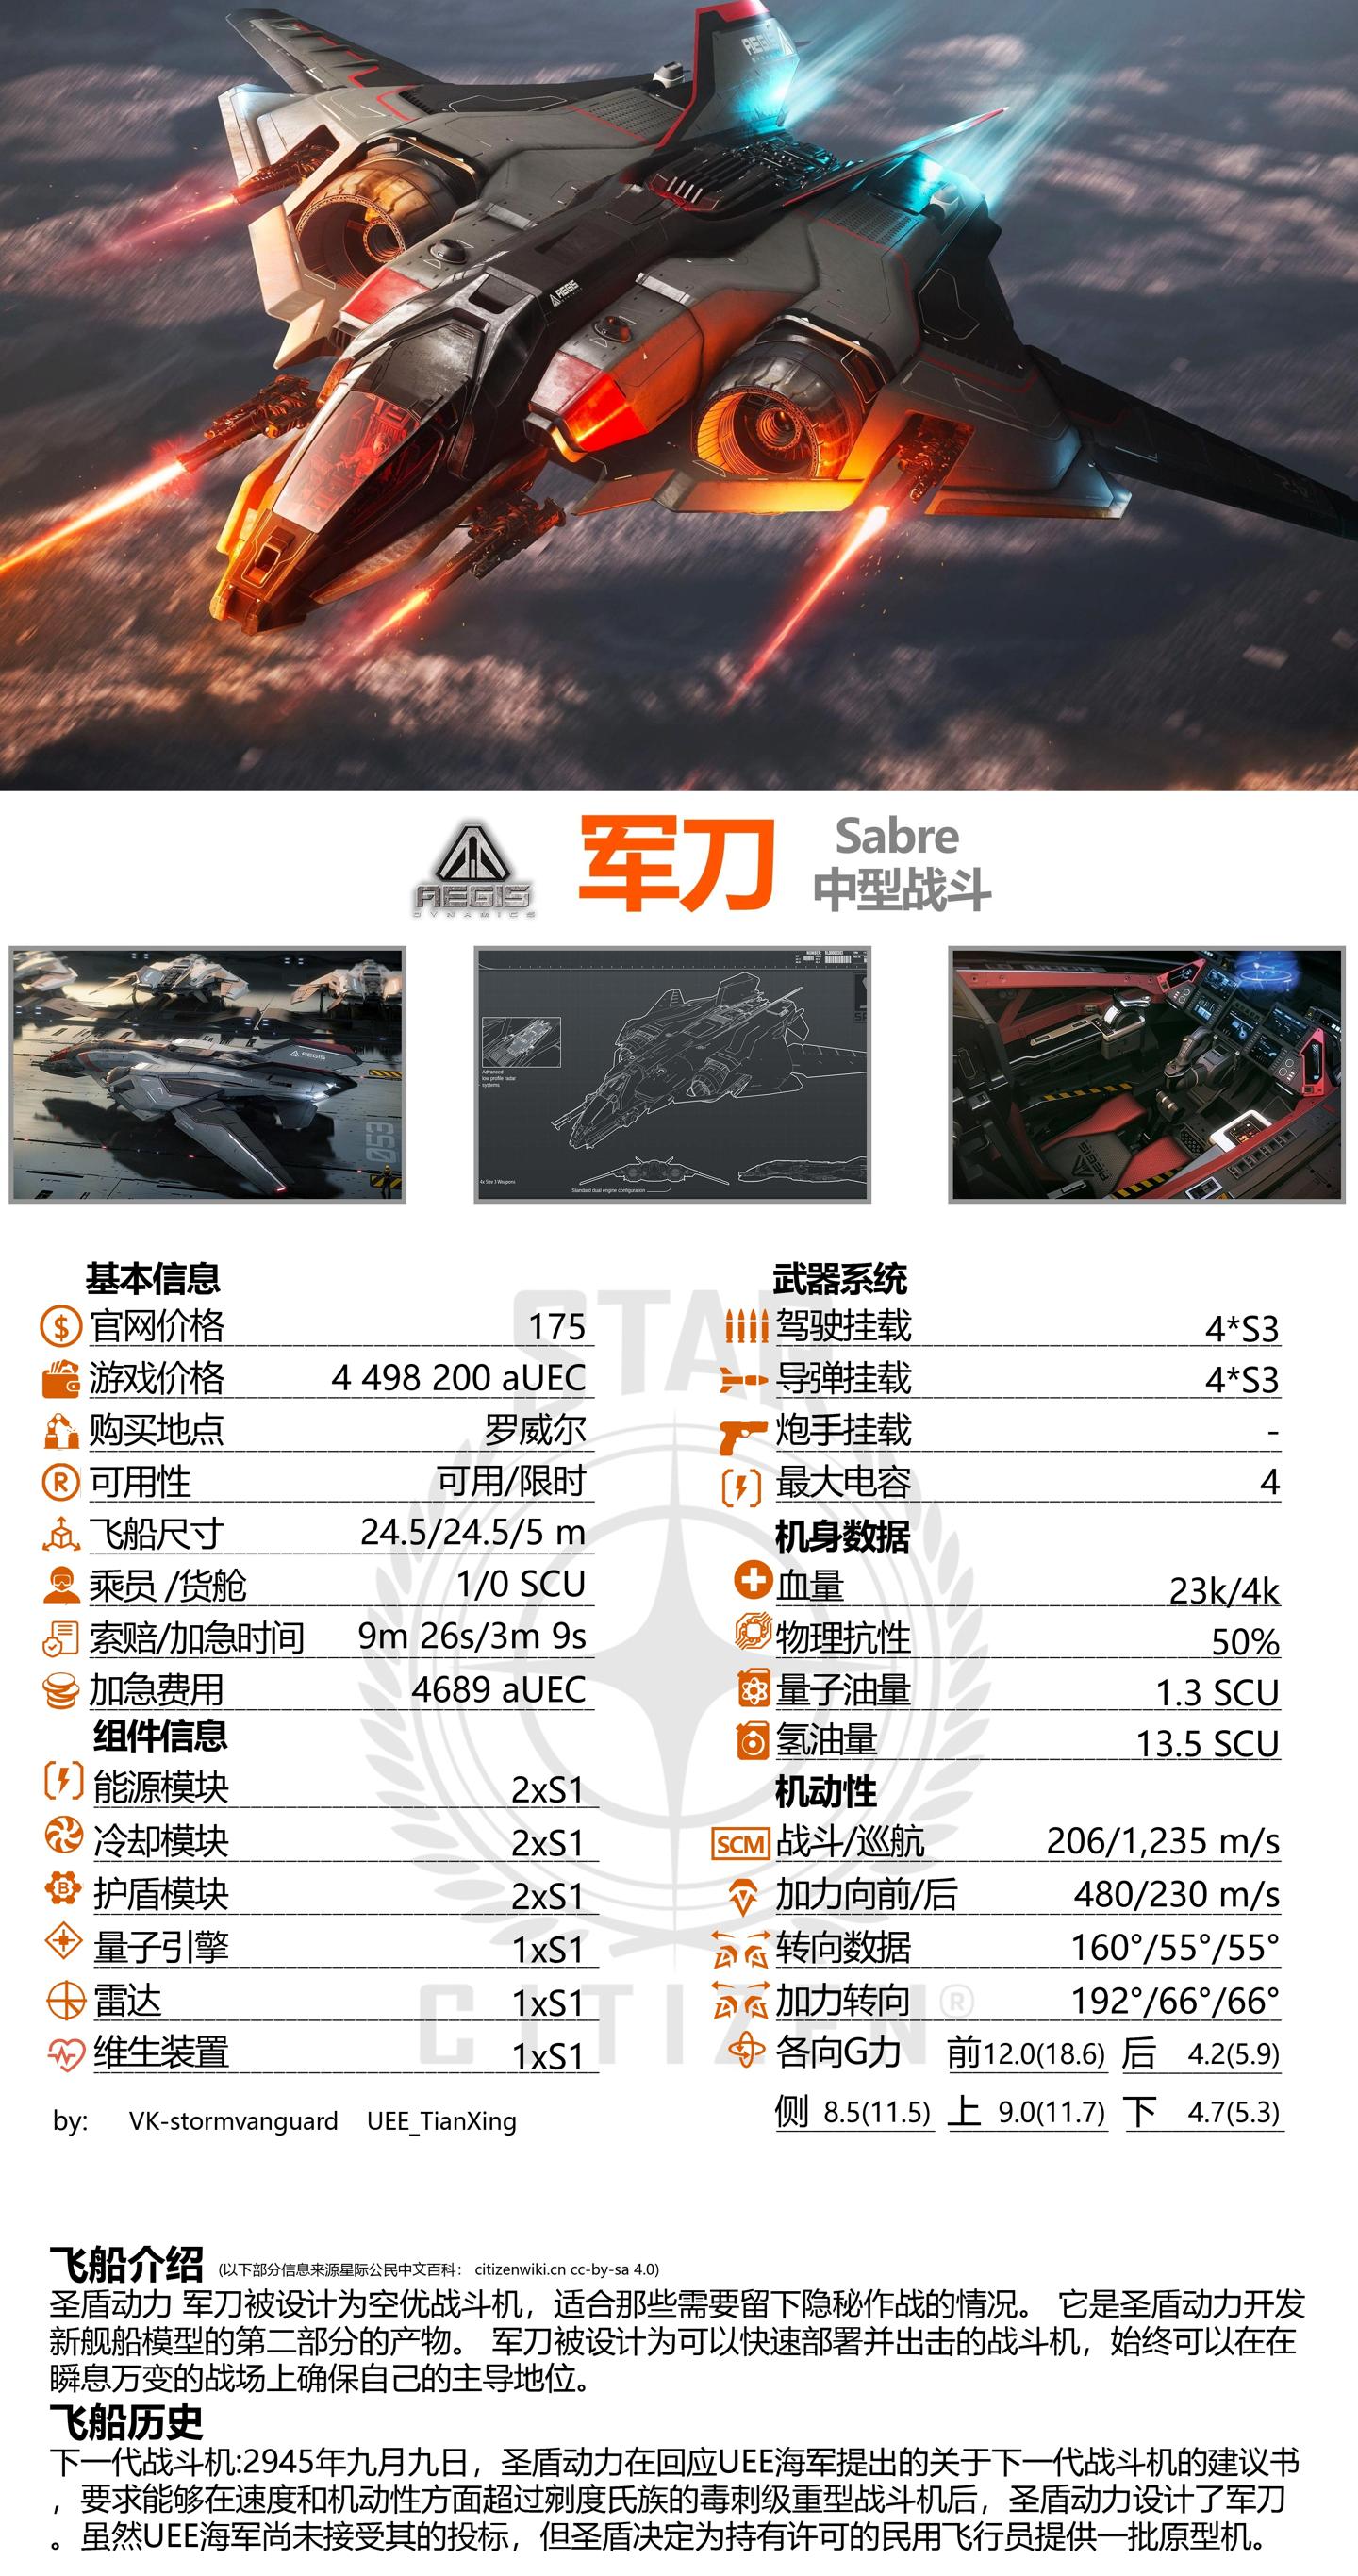 AEGIS
AEGIS
AEGIS
DYNAMICS
军刀
Sabre
中型战斗
AEGIS
053
Advanced
low profile radar
systems
4x Size 3 Weapons
Standard dual engine configuration
AEGIS
基本信息
官网价格 175
游戏价格 4 498 200 aUEC
购买地点 罗威尔
可用性 可用/限时
飞船尺寸 24.5/24.5/5 m
乘员 /货舱 1/0 SCU
索赔/加急时间 9m 26s/3m 9s
加急费用 4689 aUEC
组件信息
能源模块 2xS1
冷却模块 2xS1
护盾模块 2xS1
量子引擎 1xS1
雷达 1xS1
维生装置 1xS1
by: VK-stormvanguard UEE_TianXing
武器系统
驾驶挂载 4*S3
导弹挂载 4*S3
炮手挂载 -
最大电容 4
机身数据
血量 23k/4k
物理抗性 50%
量子油量 1.3 SCU
氢油量 13.5 SCU
机动性
SCM 战斗/巡航 206/1,235 m/s
加力向前/后 480/230 m/s
转向数据 160°/55°/55°
加力转向 192°/66°/66°
各向G力 前12.0(18.6) 后 4.2(5.9)
侧 8.5(11.5) 上 9.0(11.7) 下 4.7(5.3)
STAR
CITIZEN®
飞船介绍 (以下部分信息来源星际公民中文百科： citizenwiki.cn cc-by-sa 4.0)
圣盾动力 军刀被设计为空优战斗机，适合那些需要留下隐秘作战的情况。 它是圣盾动力开发
新舰船模型的第二部分的产物。 军刀被设计为可以快速部署并出击的战斗机，始终可以在在
瞬息万变的战场上确保自己的主导地位。
飞船历史
下一代战斗机:2945年九月九日，圣盾动力在回应UEE海军提出的关于下一代战斗机的建议书
，要求能够在速度和机动性方面超过剜度氏族的毒刺级重型战斗机后，圣盾动力设计了军刀
。虽然UEE海军尚未接受其的投标，但圣盾决定为持有许可的民用飞行员提供一批原型机。